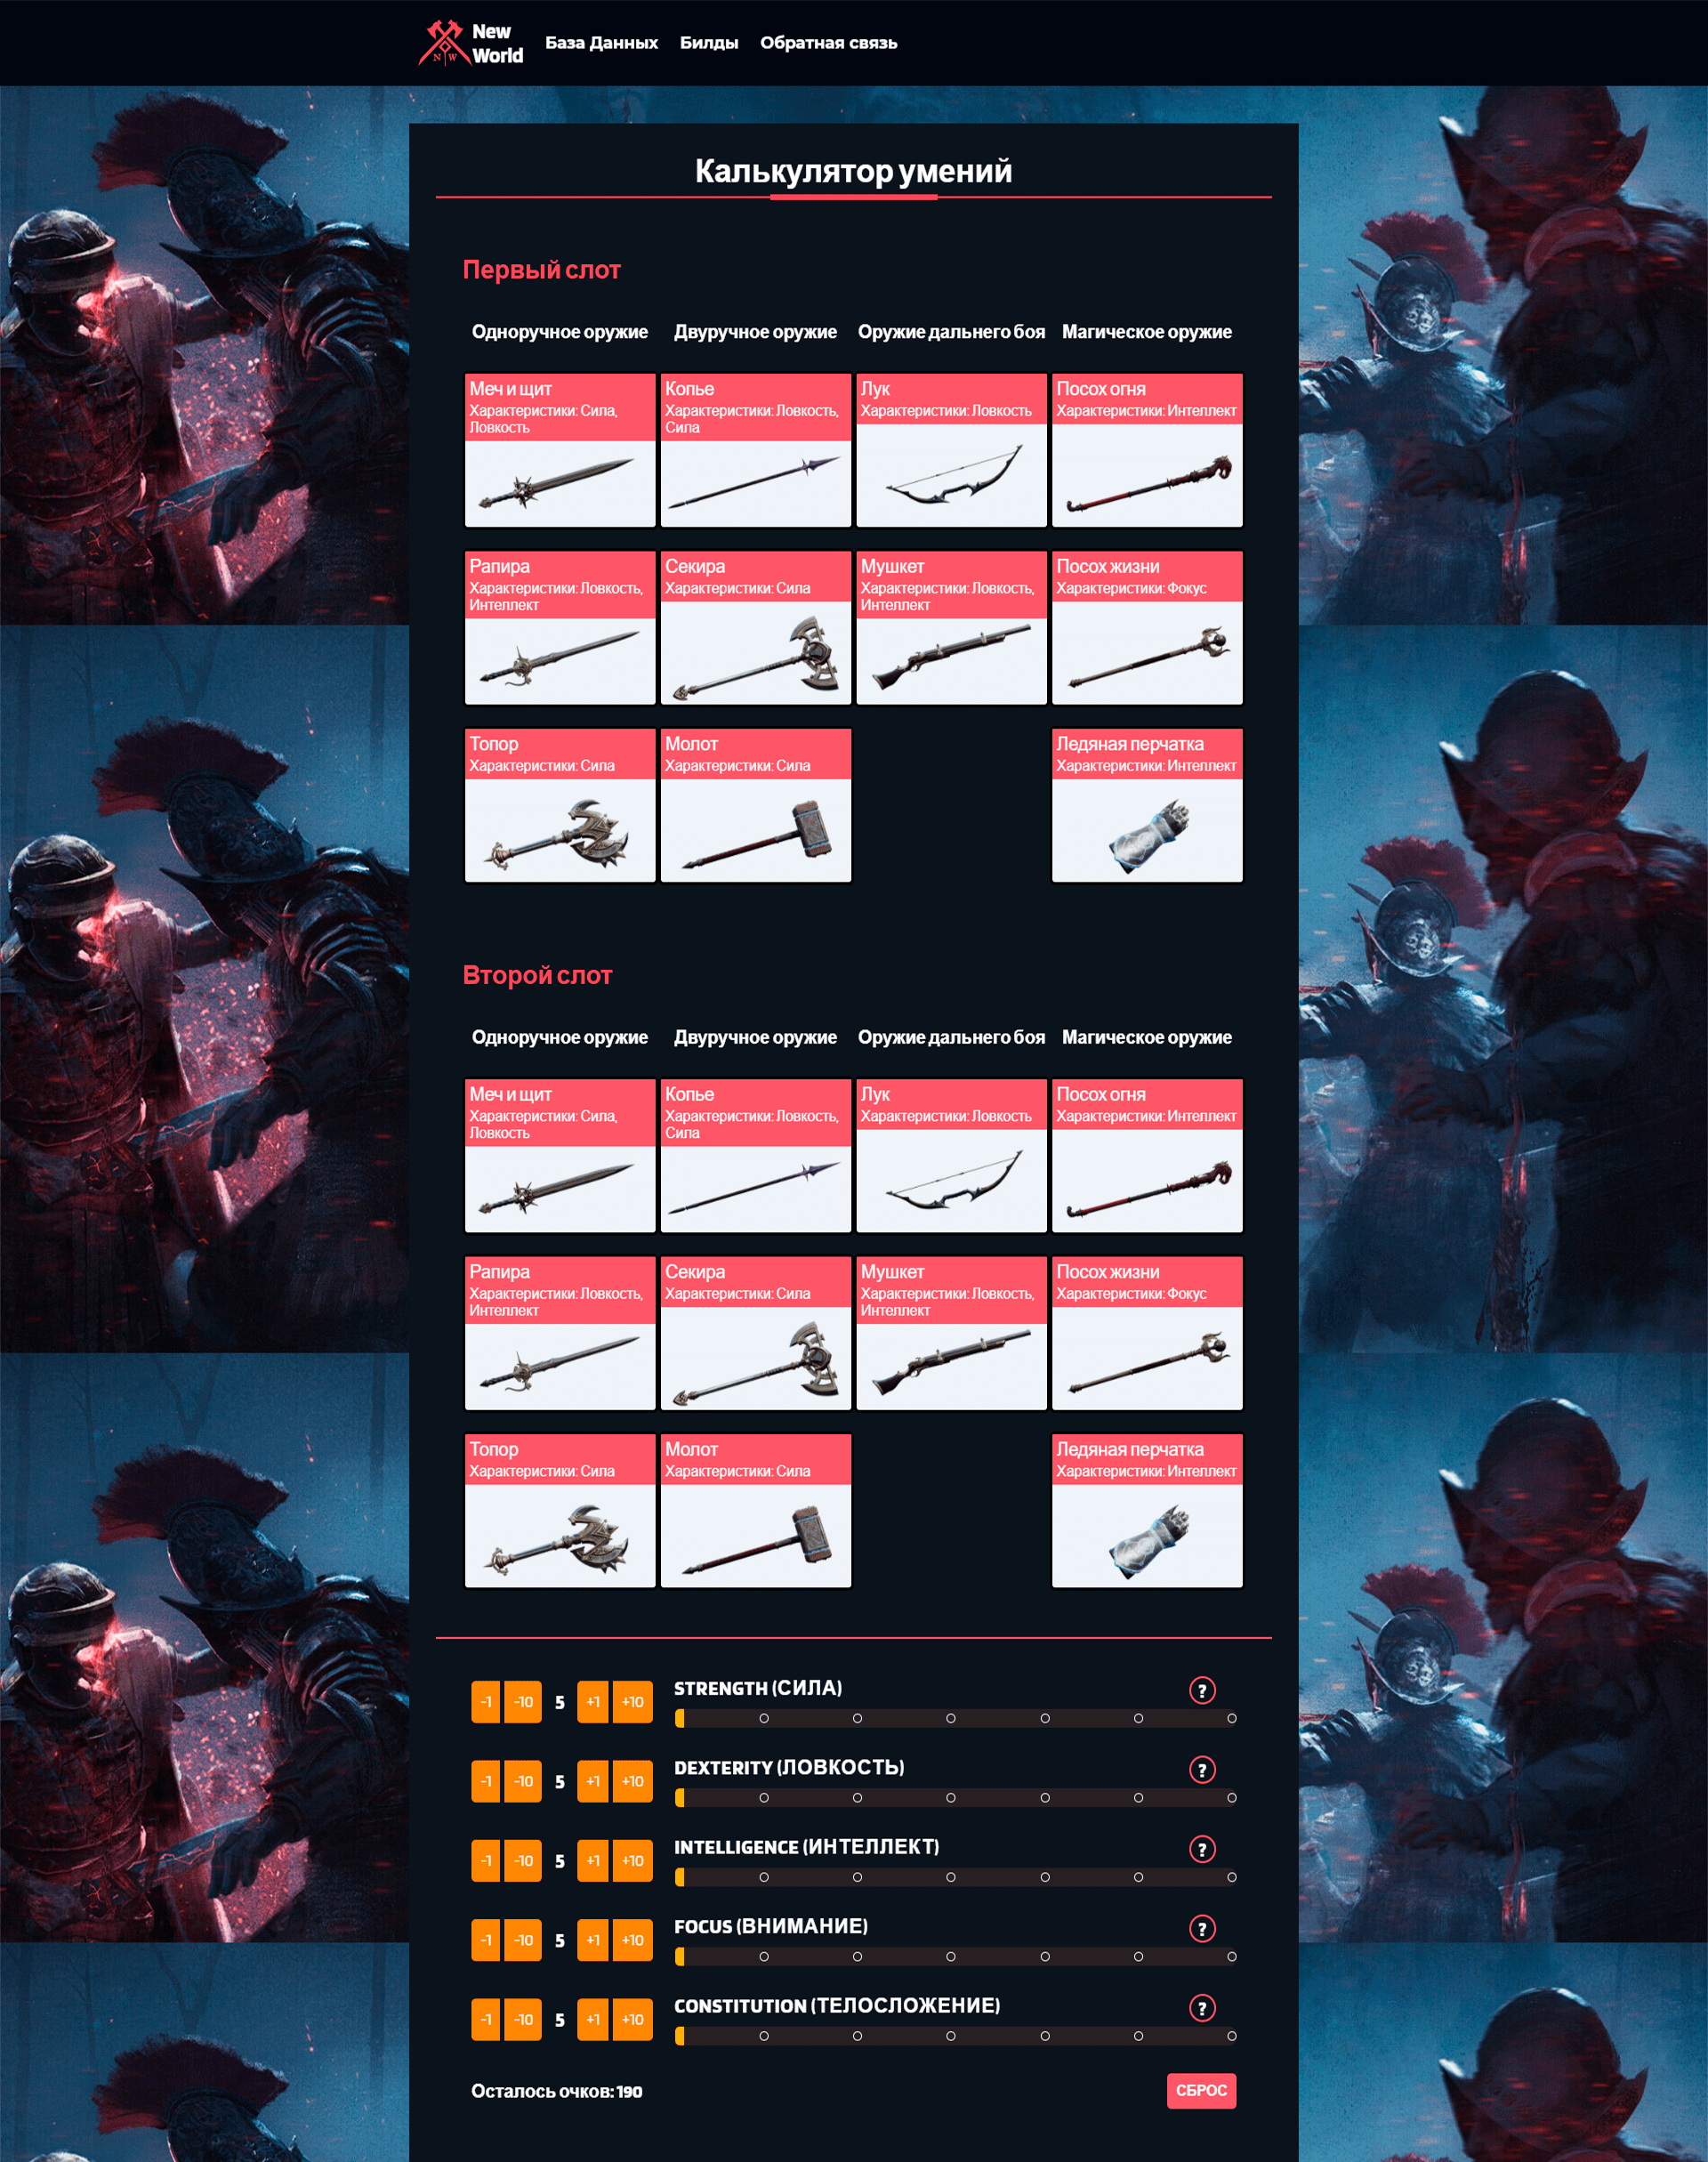 New
World
База Данных Билды Обратная связь
N W
Калькулятор умений
Первый слот
Одноручное оружие Двуручное оружие Оружие дальнего боя Магическое оружие
Меч и щит
Характеристики: Сила,
Ловкость
Копье
Характеристики: Ловкость,
Сила
Лук
Характеристики: Ловкость
Посох огня
Характеристики: Интеллект
Рапира
Характеристики: Ловкость,
Интеллект
Секира
Характеристики: Сила
Мушкет
Характеристики: Ловкость,
Интеллект
Посох жизни
Характеристики: Фокус
Топор
Характеристики: Сила
Молот
Характеристики: Сила
Ледяная перчатка
Характеристики: Интеллект
Второй слот
Одноручное оружие Двуручное оружие Оружие дальнего боя Магическое оружие
Меч и щит
Характеристики: Сила,
Ловкость
Копье
Характеристики: Ловкость,
Сила
Лук
Характеристики: Ловкость
Посох огня
Характеристики: Интеллект
Рапира
Характеристики: Ловкость,
Интеллект
Секира
Характеристики: Сила
Мушкет
Характеристики: Ловкость,
Интеллект
Посох жизни
Характеристики: Фокус
Топор
Характеристики: Сила
Молот
Характеристики: Сила
Ледяная перчатка
Характеристики: Интеллект
-1 -10 5 +1 +10 STRENGTH (СИЛА) ?
-1 -10 5 +1 +10 DEXTERITY (ЛОВКОСТЬ) ?
-1 -10 5 +1 +10 INTELLIGENCE (ИНТЕЛЛЕКТ) ?
-1 -10 5 +1 +10 FOCUS (ВНИМАНИЕ) ?
-1 -10 5 +1 +10 CONSTITUTION (ТЕЛОСЛОЖЕНИЕ) ?
Осталось очков: 190 СБРОС